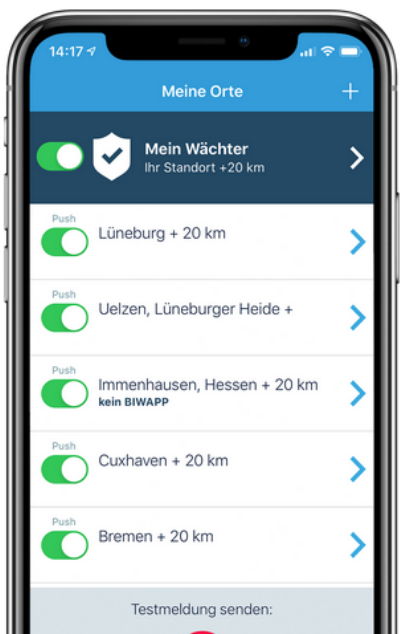 14:17
Meine Orte
Mein Wächter
Ihr Standort +20 km
Push
Lüneburg + 20 km
Push
Uelzen, Lüneburger Heide +
Push
Immenhausen, Hessen + 20 km
kein BIWAPP
Push
Cuxhaven + 20 km
Push
Bremen + 20 km
Testmeldung senden: